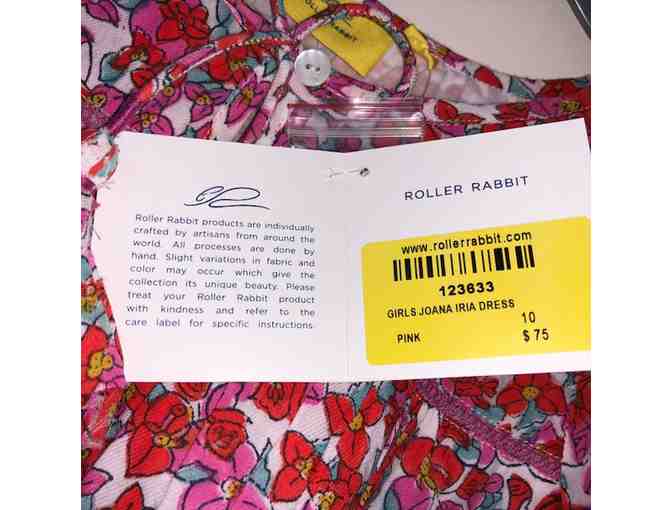 RABBIT
Roller Rabbit products are individually
crafted by artisans from around the
world. All processes are done by
hand. Slight variations in fabric and
color may occur which give the
collection its unique beauty. Please
treat your Roller Rabbit product
with kindness and refer to the
care label for specific instructions.
ROLLER RABBIT
www.rollerrabbit.com
123633
GIRLS JOANA IRIA DRESS
10
PINK
$ 75